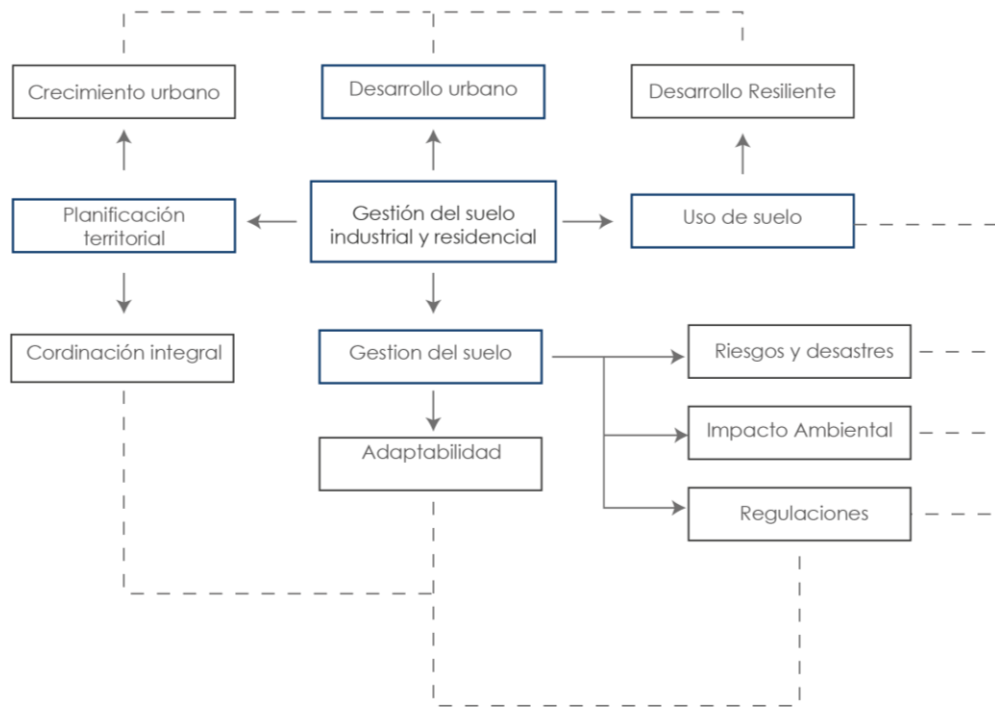 Crecimiento urbano
Desarrollo urbano
Desarrollo Resiliente
Planificación
territorial
Gestión del suelo
industrial y residencial
Uso de suelo
Cordinación integral
Gestion del suelo
Riesgos y desastres
Adaptabilidad
Impacto Ambiental
Regulaciones